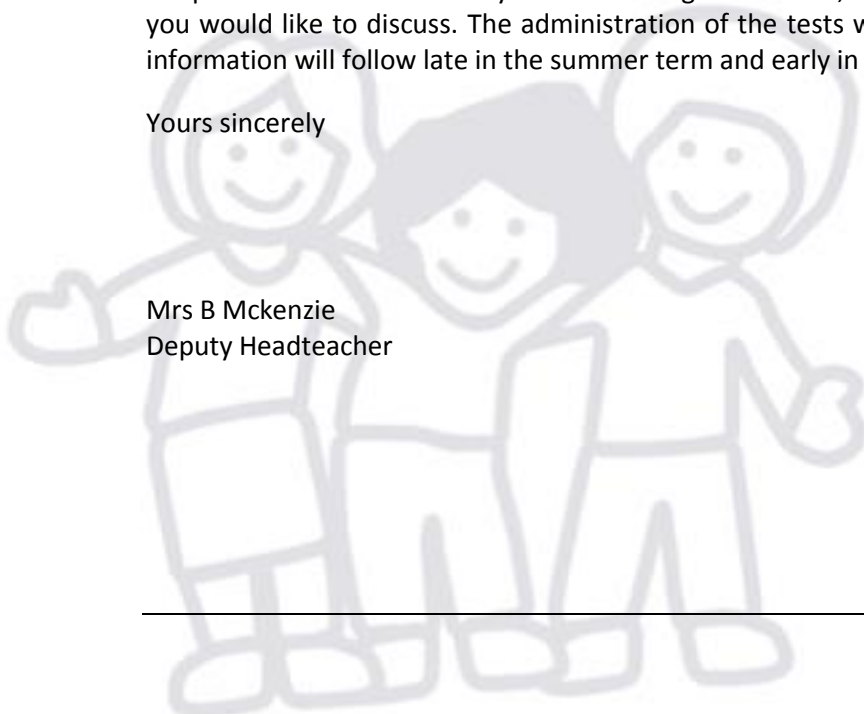 you would like to discuss. The administration of the tests
information will follow late in the summer term and early in
Yours sincerely
Mrs B Mckenzie
Deputy Headteacher